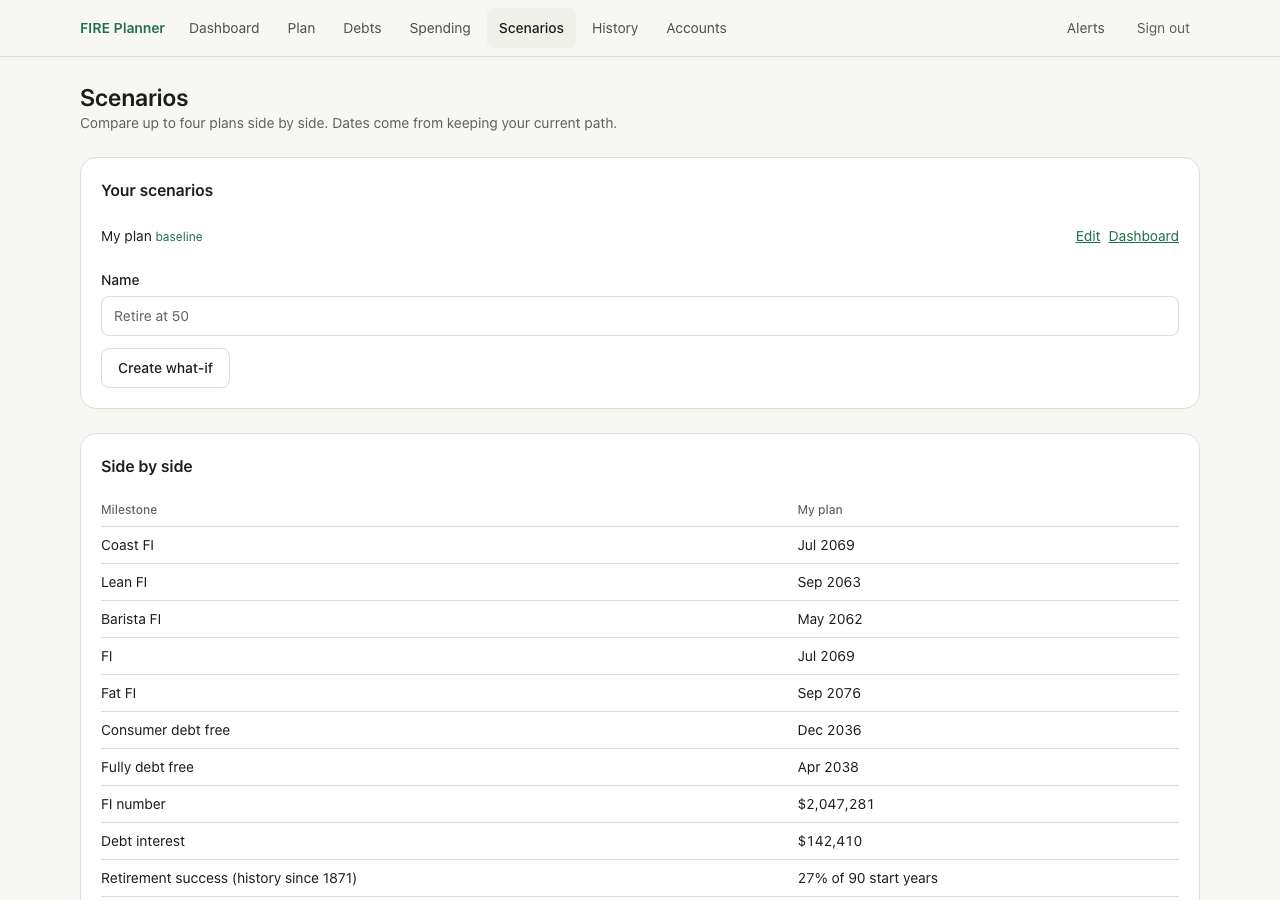 FIRE Planner Dashboard Plan Debts Spending Scenarios History Accounts Alerts Sign out
Scenarios
Compare up to four plans side by side. Dates come from keeping your current path.
Your scenarios
My plan baseline Edit Dashboard
Name
Retire at 50
Create what-if
Side by side
Milestone My plan
Coast FI Jul 2069
Lean FI Sep 2063
Barista FI May 2062
FI Jul 2069
Fat FI Sep 2076
Consumer debt free Dec 2036
Fully debt free Apr 2038
FI number $2,047,281
Debt interest $142,410
Retirement success (history since 1871) 27% of 90 start years